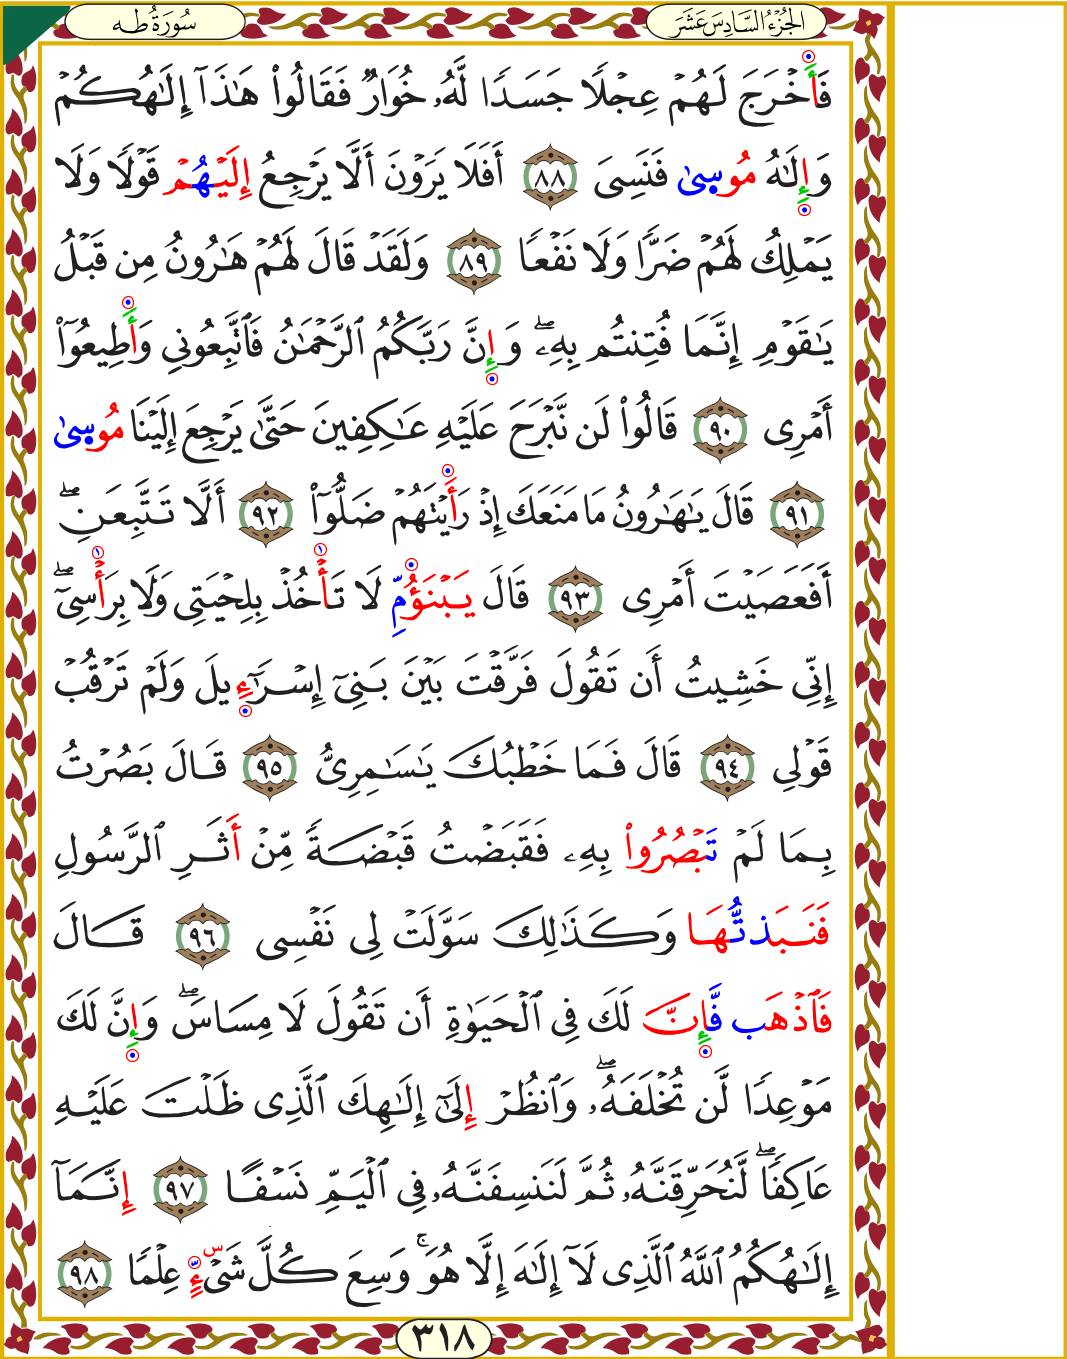 الجُزْءُ السَّادِسَ عَشَرَ
سُورَةُ طه
فَأَخْرَجَ لَهُمْ عِجْلًا جَسَدًا لَّهُۥ خُوَارٌ فَقَالُوا۟ هَٰذَآ إِلَٰهُكُمْ
وَإِلَٰهُ مُوسِىٰ فَنَسِىَ ٨٨ أَفَلَا يَرَوْنَ أَلَّا يَرْجِعُ إِلَيْهُمْ قَوْلًا وَلَا
يَمْلِكُ لَهُمْ ضَرًّا وَلَا نَفْعًا ٨٩ وَلَقَدْ قَالَ لَهُمْ هَٰرُونُ مِن قَبْلُ
يَٰقَوْمِ إِنَّمَا فُتِنتُم بِهِۦۖ وَإِنَّ رَبَّكُمُ ٱلرَّحْمَٰنُ فَٱتَّبِعُونِى وَأَطِيعُوٓا۟
أَمْرِى ٩٠ قَالُوا۟ لَن نَّبْرَحَ عَلَيْهِ عَٰكِفِينَ حَتَّىٰ يَرْجِعَ إِلَيْنَا مُوسِىٰ
٩١ قَالَ يَٰهَٰرُونُ مَا مَنَعَكَ إِذْ رَأَيْتَهُمْ ضَلُّوٓا۟ ٩٢ أَلَّا تَتَّبِعَنِۖ
أَفَعَصَيْتَ أَمْرِى ٩٣ قَالَ يَبْنَؤُمِّ لَا تَأْخُذْ بِلِحْيَتِى وَلَا بِرَأْسِىٓۖ
إِنِّى خَشِيتُ أَن تَقُولَ فَرَّقْتَ بَيْنَ بَنِىٓ إِسْرَٰٓءِيلَ وَلَمْ تَرْقُبْ
قَوْلِى ٩٤ قَالَ فَمَا خَطْبُكَ يَٰسَٰمِرِىُّ ٩٥ قَالَ بَصُرْتُ
بِمَا لَمْ تَبْصُرُوا۟ بِهِۦ فَقَبَضْتُ قَبْضَةً مِّنْ أَثَرِ ٱلرَّسُولِ
فَنَبَذتُّهَا وَكَذَٰلِكَ سَوَّلَتْ لِى نَفْسِى ٩٦ قَالَ
فَٱذْهَب فَّإِنَّ لَكَ فِى ٱلْحَيَوٰةِ أَن تَقُولَ لَا مِسَاسَۖ وَإِنَّ لَكَ
مَوْعِدًا لَّن تُخْلَفَهُۥۖ وَٱنظُرْ إِلَىٰٓ إِلَٰهِكَ ٱلَّذِى ظَلْتَ عَلَيْهِ
عَاكِفًاۖ لَّنُحَرِّقَنَّهُۥ ثُمَّ لَنَنسِفَنَّهُۥ فِى ٱلْيَمِّ نَسْفًا ٩٧ إِنَّمَآ
إِلَٰهُكُمُ ٱللَّهُ ٱلَّذِى لَآ إِلَٰهَ إِلَّا هُوَۚ وَسِعَ كُلَّ شَىْءٍ عِلْمًا ٩٨
٣١٨